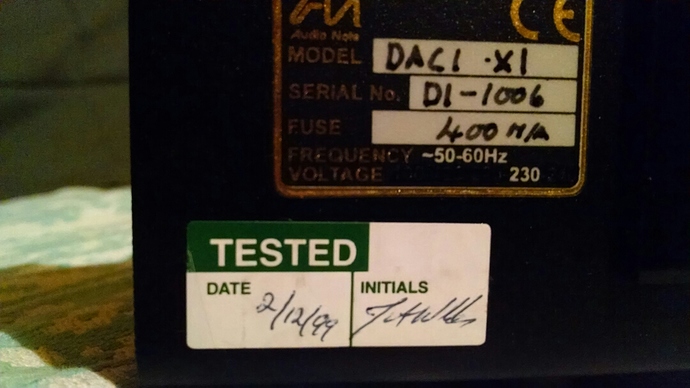 AN
CE
Audio Note
MODEL DAC1 .X1
SERIAL No. D1-1006
FUSE 400 M/A
FREQUENCY ~50-60Hz
VOLTAGE 230
TESTED
DATE INITIALS
2/12/99